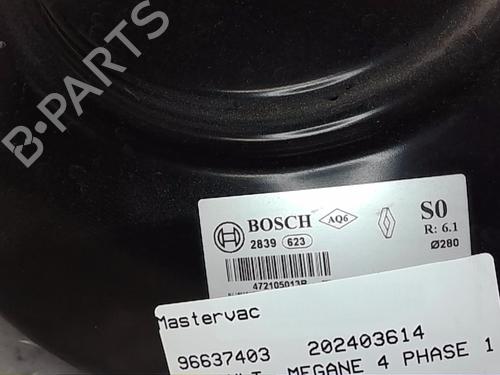 B-PARTS
BOSCH AQ6 S0
2839 623 R: 6.1
Ø280
472105013R
Mastervac
96637403 202403614
MEGANE 4 PHASE 1